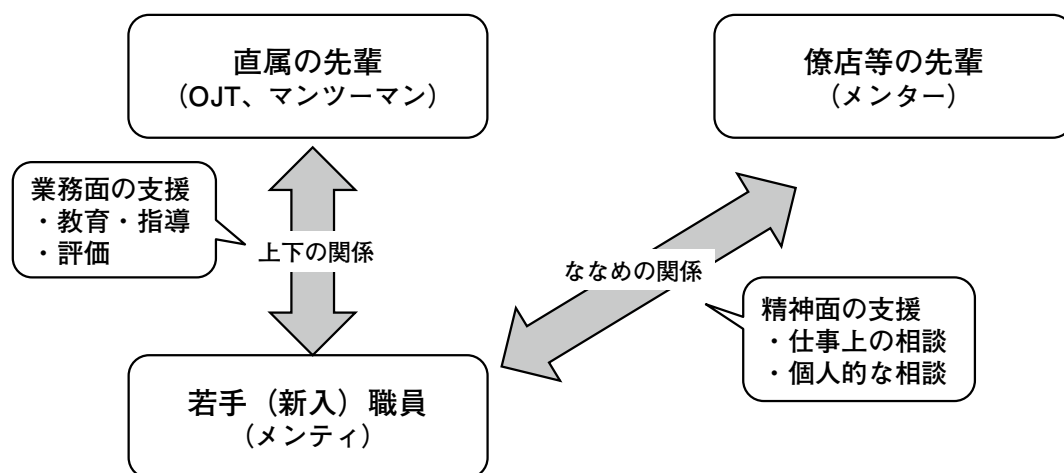 直属の先輩
（OJT、マンツーマン）
僚店等の先輩
（メンター）
業務面の支援
・教育・指導
・評価
上下の関係
ななめの関係
精神面の支援
・仕事上の相談
・個人的な相談
若手（新入）職員
（メンティ）